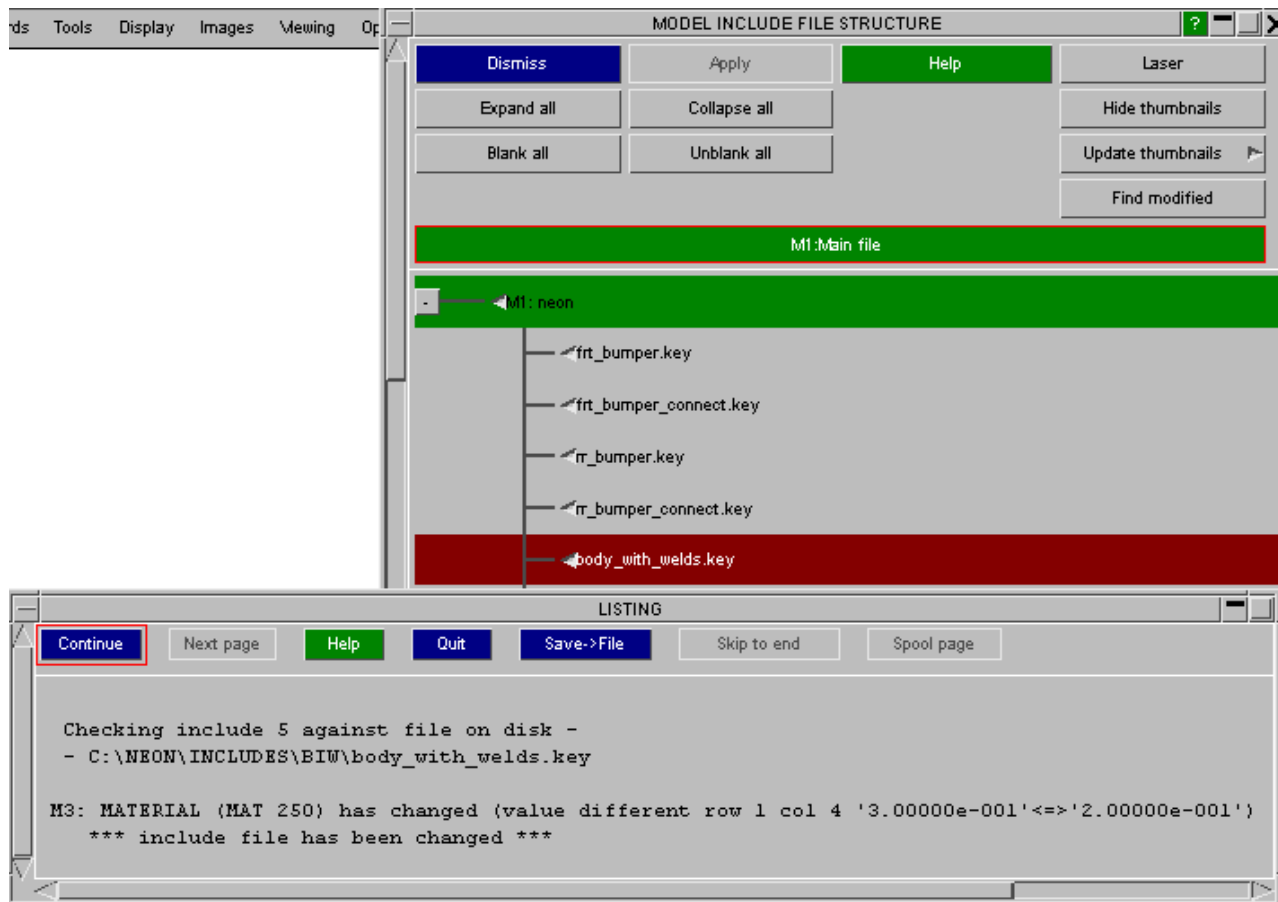 rds Tools Display Images Viewing Op
MODEL INCLUDE FILE STRUCTURE ?
Dismiss Apply Help Laser
Expand all Collapse all Hide thumbnails
Blank all Unblank all Update thumbnails
Find modified
M1:Main file
- M1: neon
frt_bumper.key
frt_bumper_connect.key
rr_bumper.key
rr_bumper_connect.key
body_with_welds.key
LISTING
Continue Next page Help Quit Save->File Skip to end Spool page
Checking include 5 against file on disk -
- C:\NEON\INCLUDES\BIW\body_with_welds.key
M3: MATERIAL (MAT 250) has changed (value different row 1 col 4 '3.00000e-001'<=>'2.00000e-001')
*** include file has been changed ***